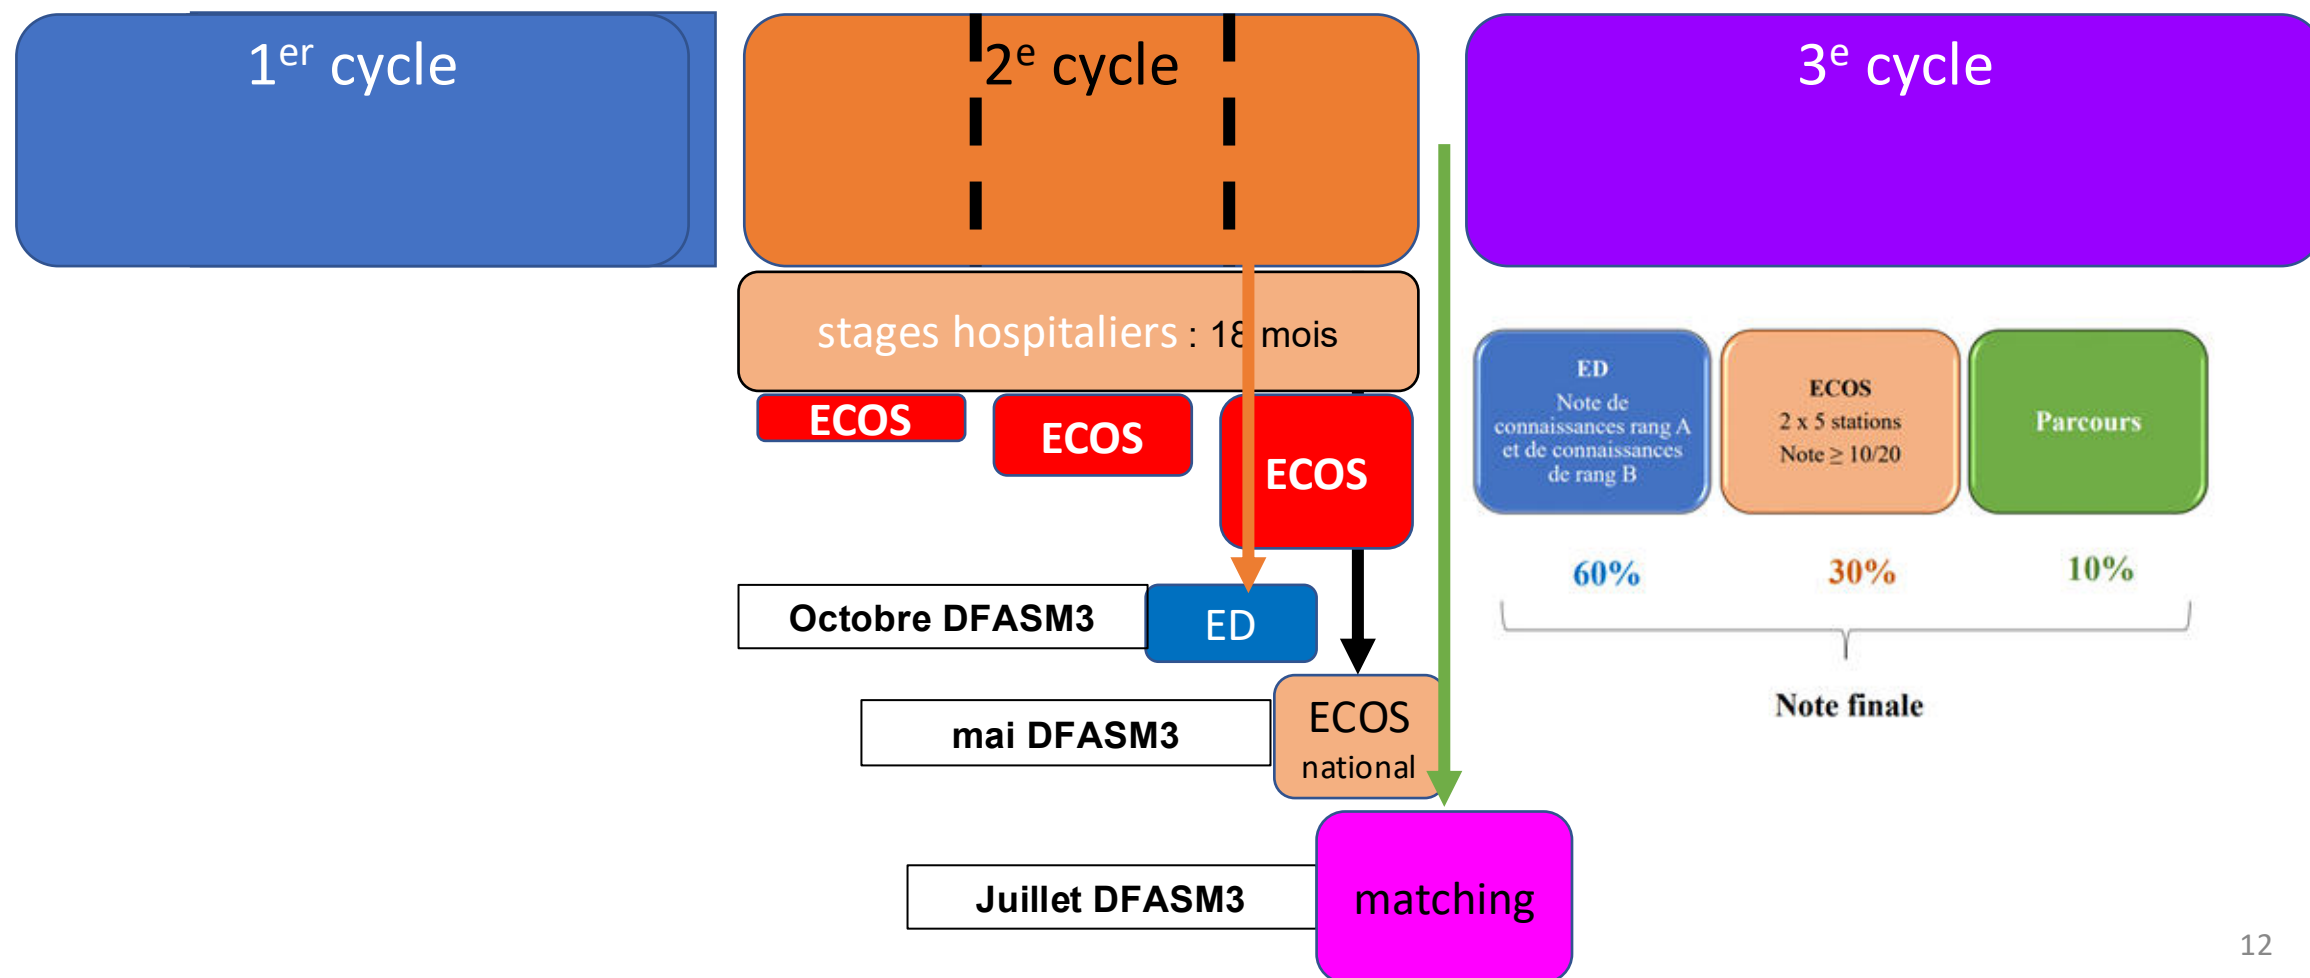 1er cycle
2e cycle
3e cycle
stages hospitaliers : 18 mois
ECOS
ECOS
ECOS
Octobre DFASM3
ED
mai DFASM3
ECOS
national
Juillet DFASM3
matching
ED
Note de
connaissances rang A
et de connaissances
de rang B
ECOS
2 x 5 stations
Note ≥ 10/20
Parcours
60%
30%
10%
Note finale
12